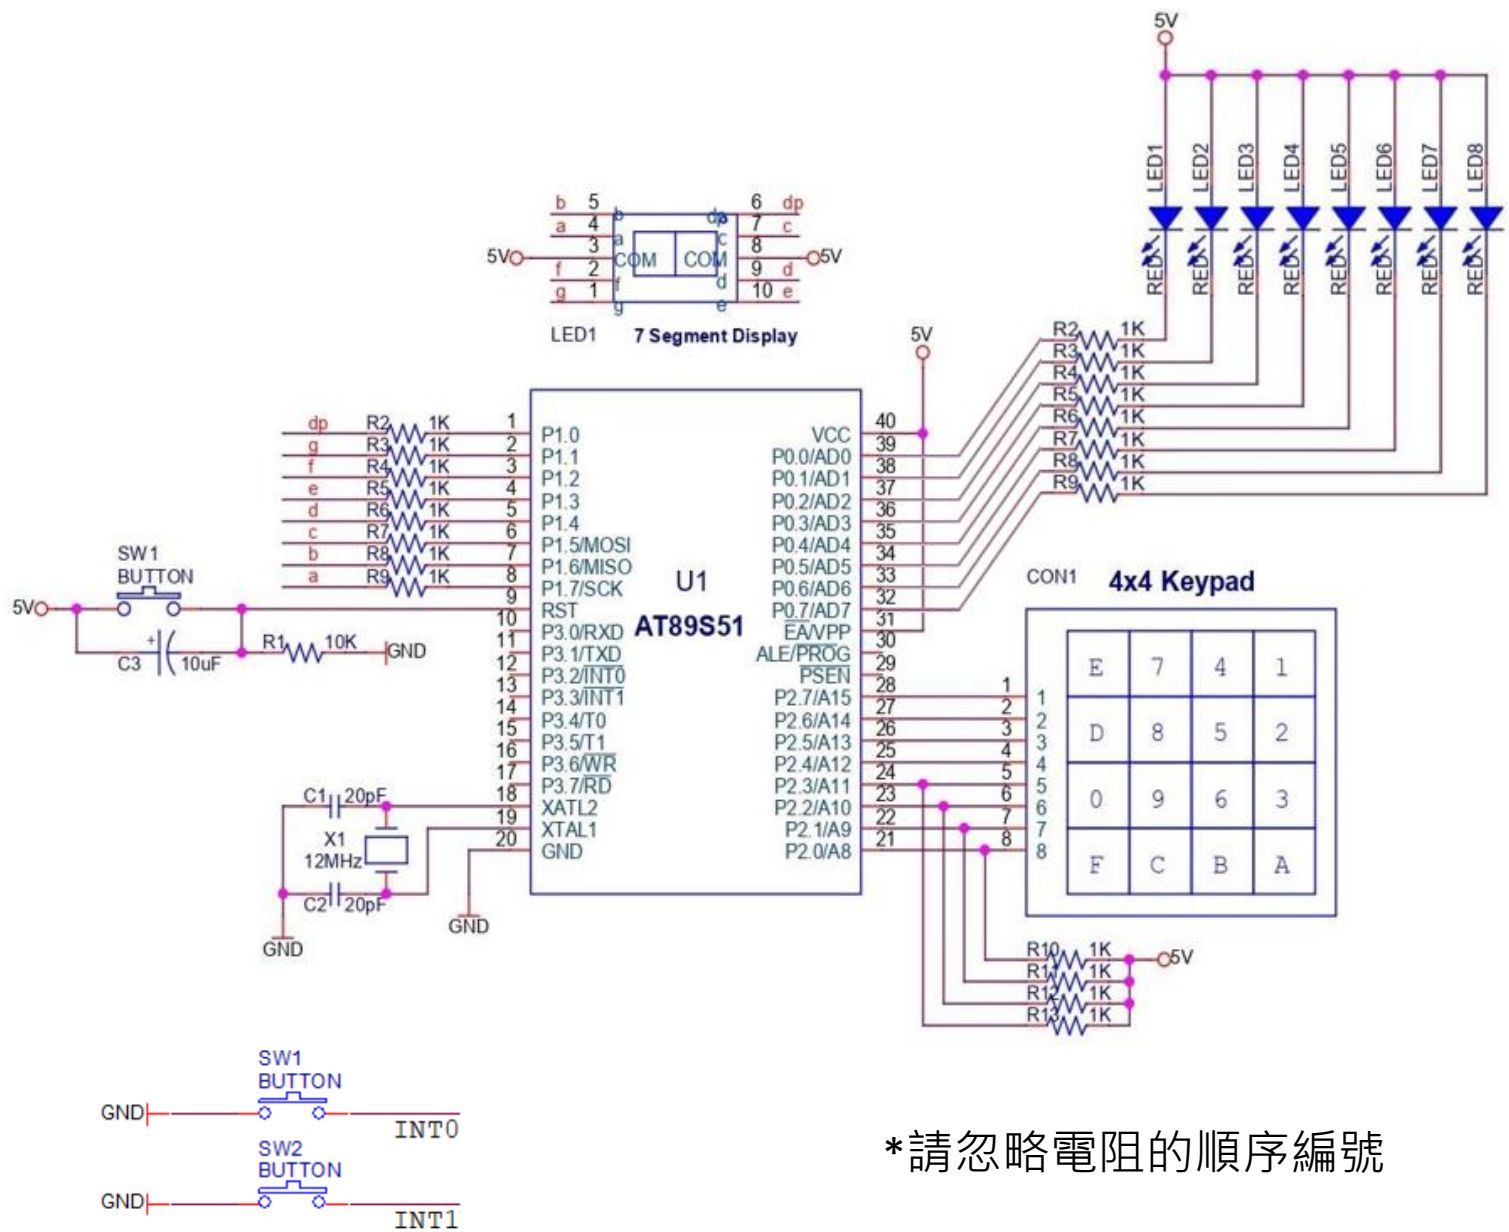 5V
LED1 LED2 LED3 LED4 LED5 LED6 LED7 LED8
RED RED RED RED RED RED RED RED
b 5 b dp 6 dp
a 4 a c 7 c
5V 3 COM COM 8 5V
f 2 f d 9 d
g 1 g e 10 e
LED1 7 Segment Display
5V
R2 1K
R3 1K
R4 1K
R5 1K
R6 1K
R7 1K
R8 1K
R9 1K
dp R2 1K 1 P1.0
g R3 1K 2 P1.1
f R4 1K 3 P1.2
e R5 1K 4 P1.3
d R6 1K 5 P1.4
c R7 1K 6 P1.5/MOSI
b R8 1K 7 P1.6/MISO
a R9 1K 8 P1.7/SCK
9 RST
10 P3.0/RXD
11 P3.1/TXD
12 P3.2/INT0
13 P3.3/INT1
14 P3.4/T0
15 P3.5/T1
16 P3.6/WR
17 P3.7/RD
18 XATL2
19 XTAL1
20 GND
U1
AT89S51
VCC 40
P0.0/AD0 39
P0.1/AD1 38
P0.2/AD2 37
P0.3/AD3 36
P0.4/AD4 35
P0.5/AD5 34
P0.6/AD6 33
P0.7/AD7 32
EA/VPP 31
ALE/PROG 30
PSEN 29
P2.7/A15 28
P2.6/A14 27
P2.5/A13 26
P2.4/A12 25
P2.3/A11 24
P2.2/A10 23
P2.1/A9 22
P2.0/A8 21
SW1
BUTTON
5V
C3 + 10uF
R1 10K GND
C1 20pF
X1
12MHz
C2 20pF
GND
GND
CON1 4x4 Keypad
1 1
2 2
3 3
4 4
5 5
6 6
7 7
8 8
E 7 4 1
D 8 5 2
0 9 6 3
F C B A
R10 1K 5V
R11 1K
R12 1K
R13 1K
SW1
BUTTON
GND INT0
SW2
BUTTON
GND INT1
*請忽略電阻的順序編號